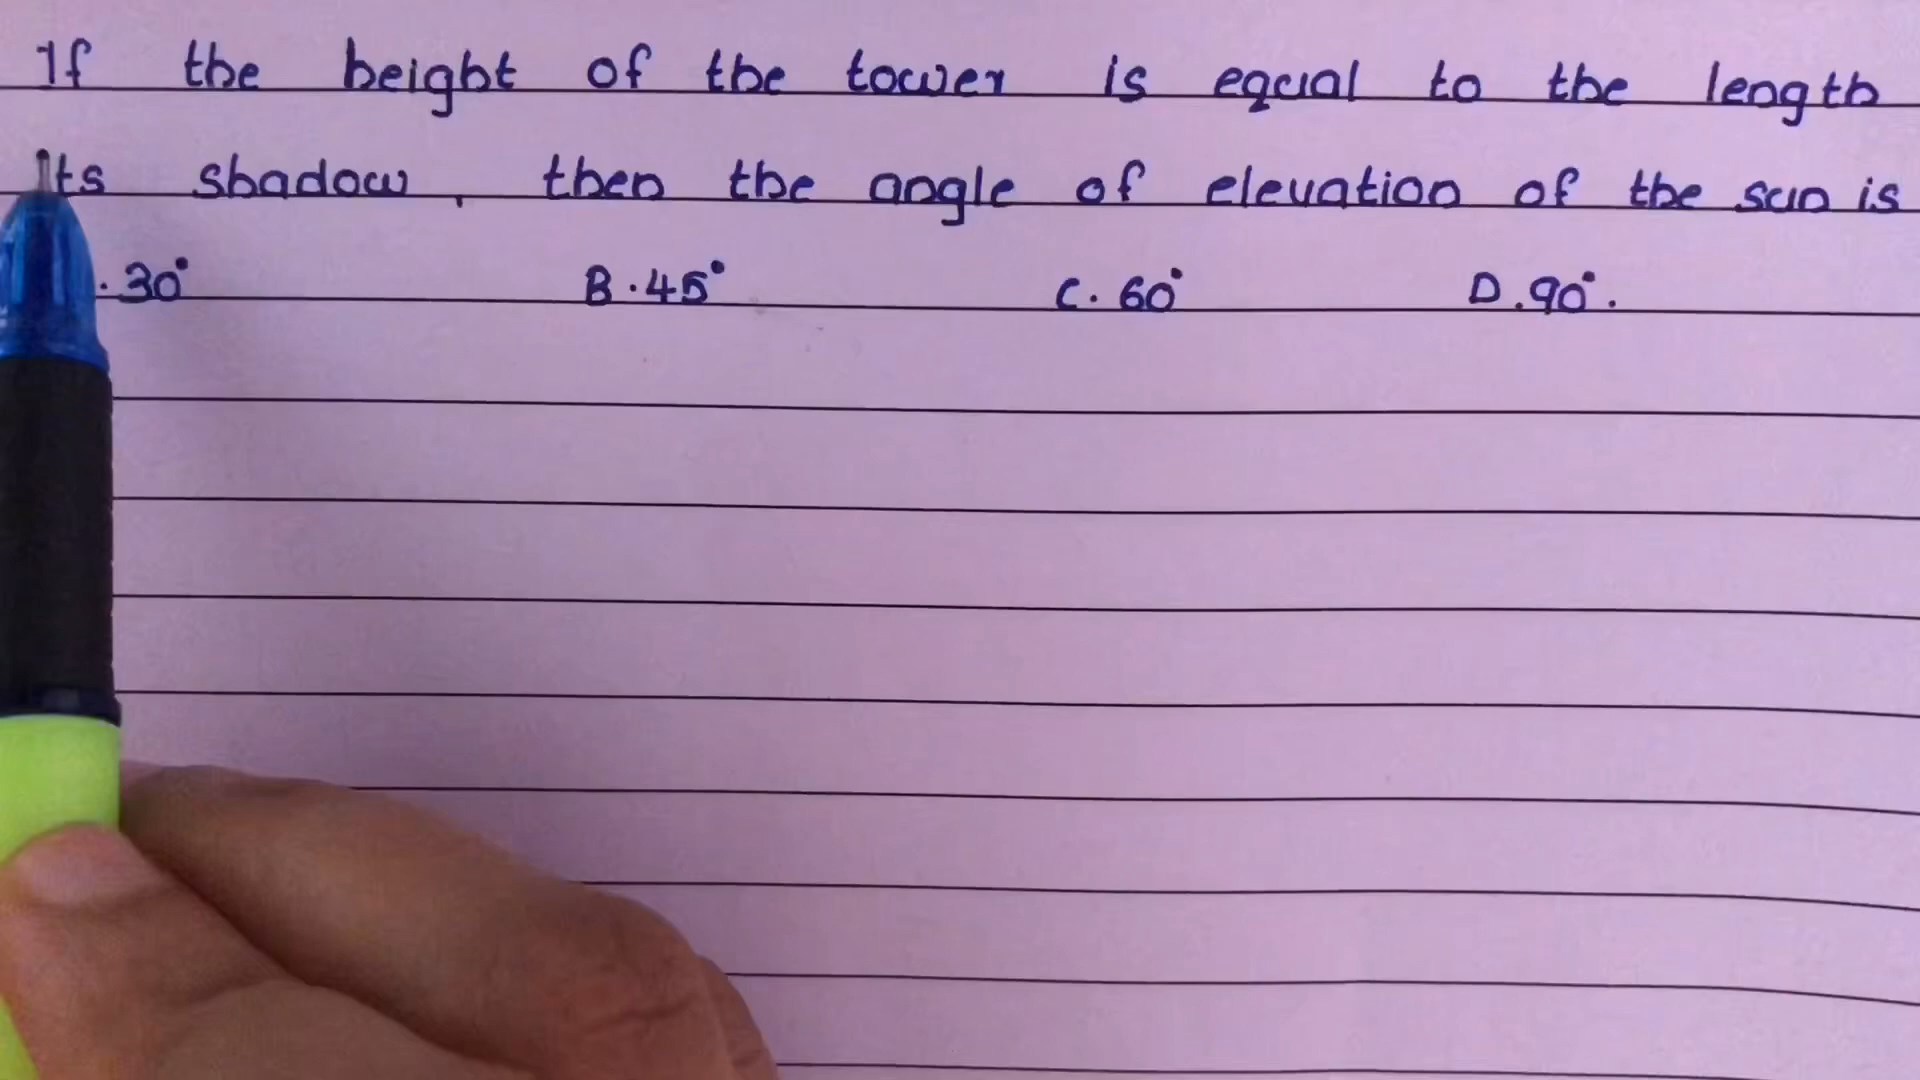 If the height of the tower is equal to the length
Its shadow, then the angle of elevation of the sun is
. 30° B. 45° C. 60° D. 90°.